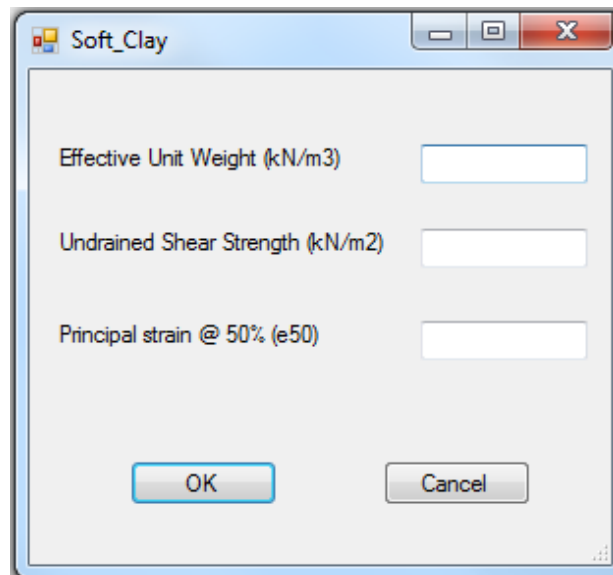 Soft_Clay
Effective Unit Weight (kN/m3)
Undrained Shear Strength (kN/m2)
Principal strain @ 50% (e50)
OK Cancel